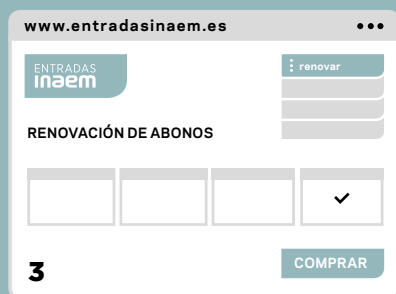 www.entradasinaem.es
ENTRADAS
inaem
renovar
RENOVACIÓN DE ABONOS
3
COMPRAR